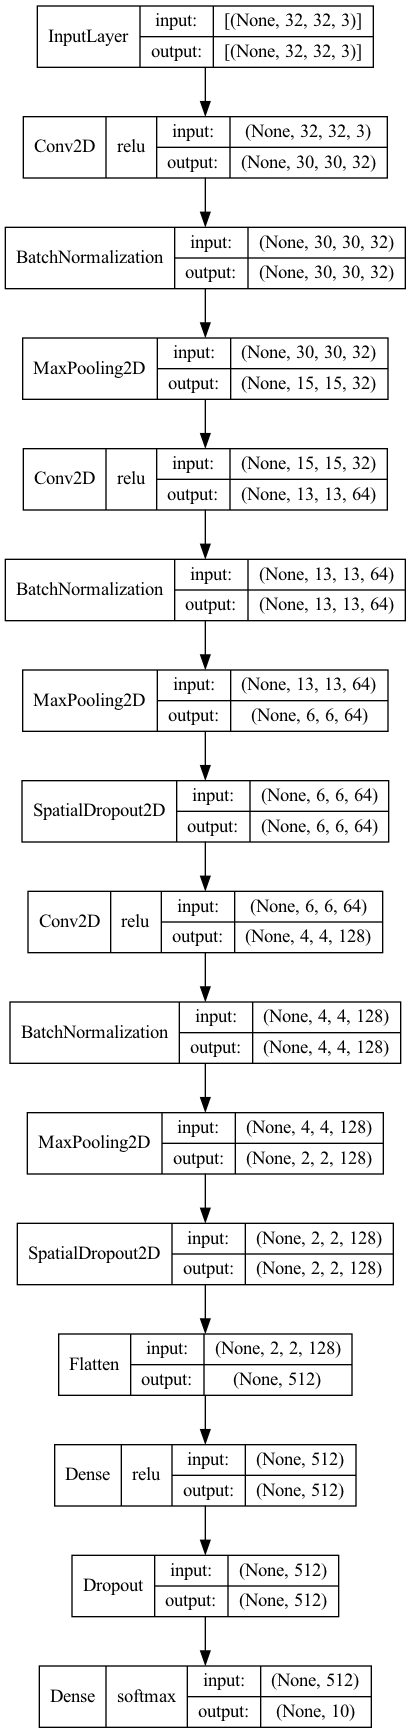 InputLayer input: [(None, 32, 32, 3)]
output: [(None, 32, 32, 3)]
Conv2D relu input: (None, 32, 32, 3)
output: (None, 30, 30, 32)
BatchNormalization input: (None, 30, 30, 32)
output: (None, 30, 30, 32)
MaxPooling2D input: (None, 30, 30, 32)
output: (None, 15, 15, 32)
Conv2D relu input: (None, 15, 15, 32)
output: (None, 13, 13, 64)
BatchNormalization input: (None, 13, 13, 64)
output: (None, 13, 13, 64)
MaxPooling2D input: (None, 13, 13, 64)
output: (None, 6, 6, 64)
SpatialDropout2D input: (None, 6, 6, 64)
output: (None, 6, 6, 64)
Conv2D relu input: (None, 6, 6, 64)
output: (None, 4, 4, 128)
BatchNormalization input: (None, 4, 4, 128)
output: (None, 4, 4, 128)
MaxPooling2D input: (None, 4, 4, 128)
output: (None, 2, 2, 128)
SpatialDropout2D input: (None, 2, 2, 128)
output: (None, 2, 2, 128)
Flatten input: (None, 2, 2, 128)
output: (None, 512)
Dense relu input: (None, 512)
output: (None, 512)
Dropout input: (None, 512)
output: (None, 512)
Dense softmax input: (None, 512)
output: (None, 10)